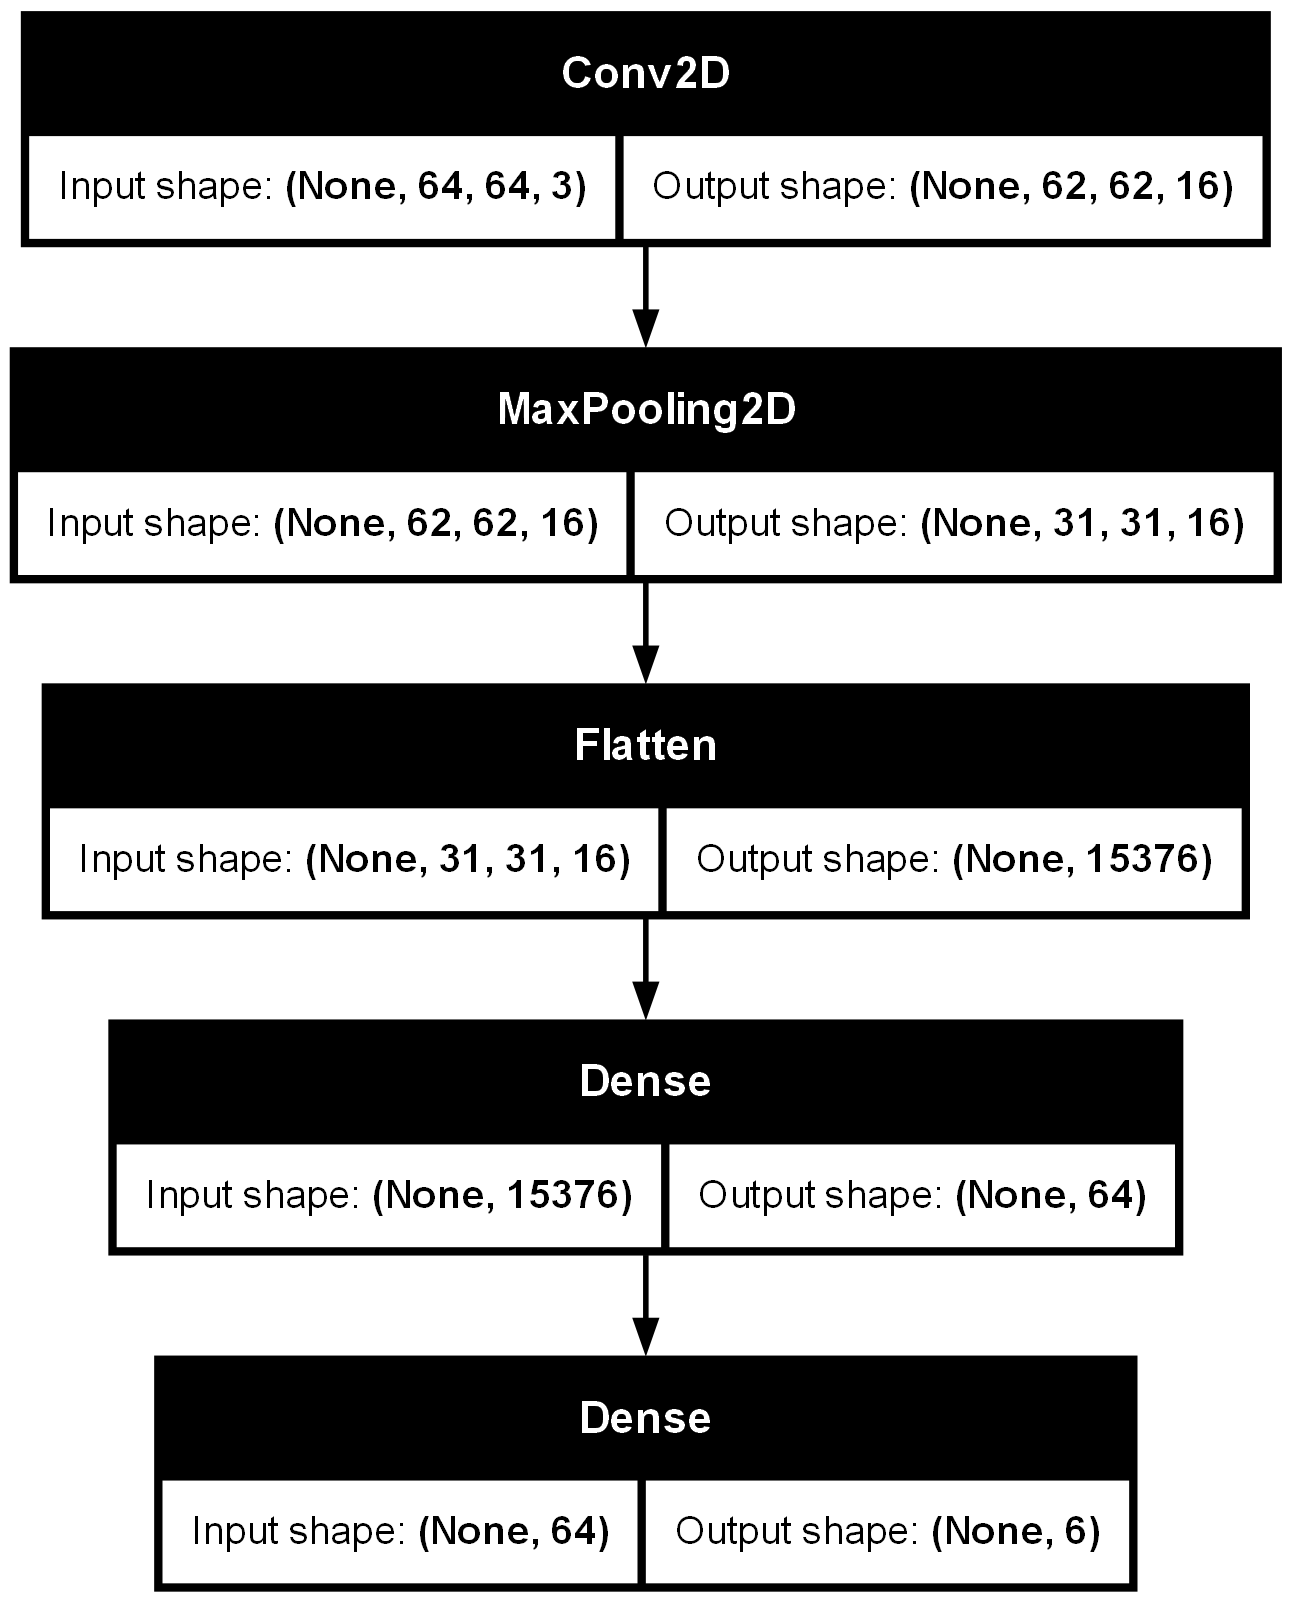 Conv2D
Input shape: (None, 64, 64, 3) Output shape: (None, 62, 62, 16)
MaxPooling2D
Input shape: (None, 62, 62, 16) Output shape: (None, 31, 31, 16)
Flatten
Input shape: (None, 31, 31, 16) Output shape: (None, 15376)
Dense
Input shape: (None, 15376) Output shape: (None, 64)
Dense
Input shape: (None, 64) Output shape: (None, 6)